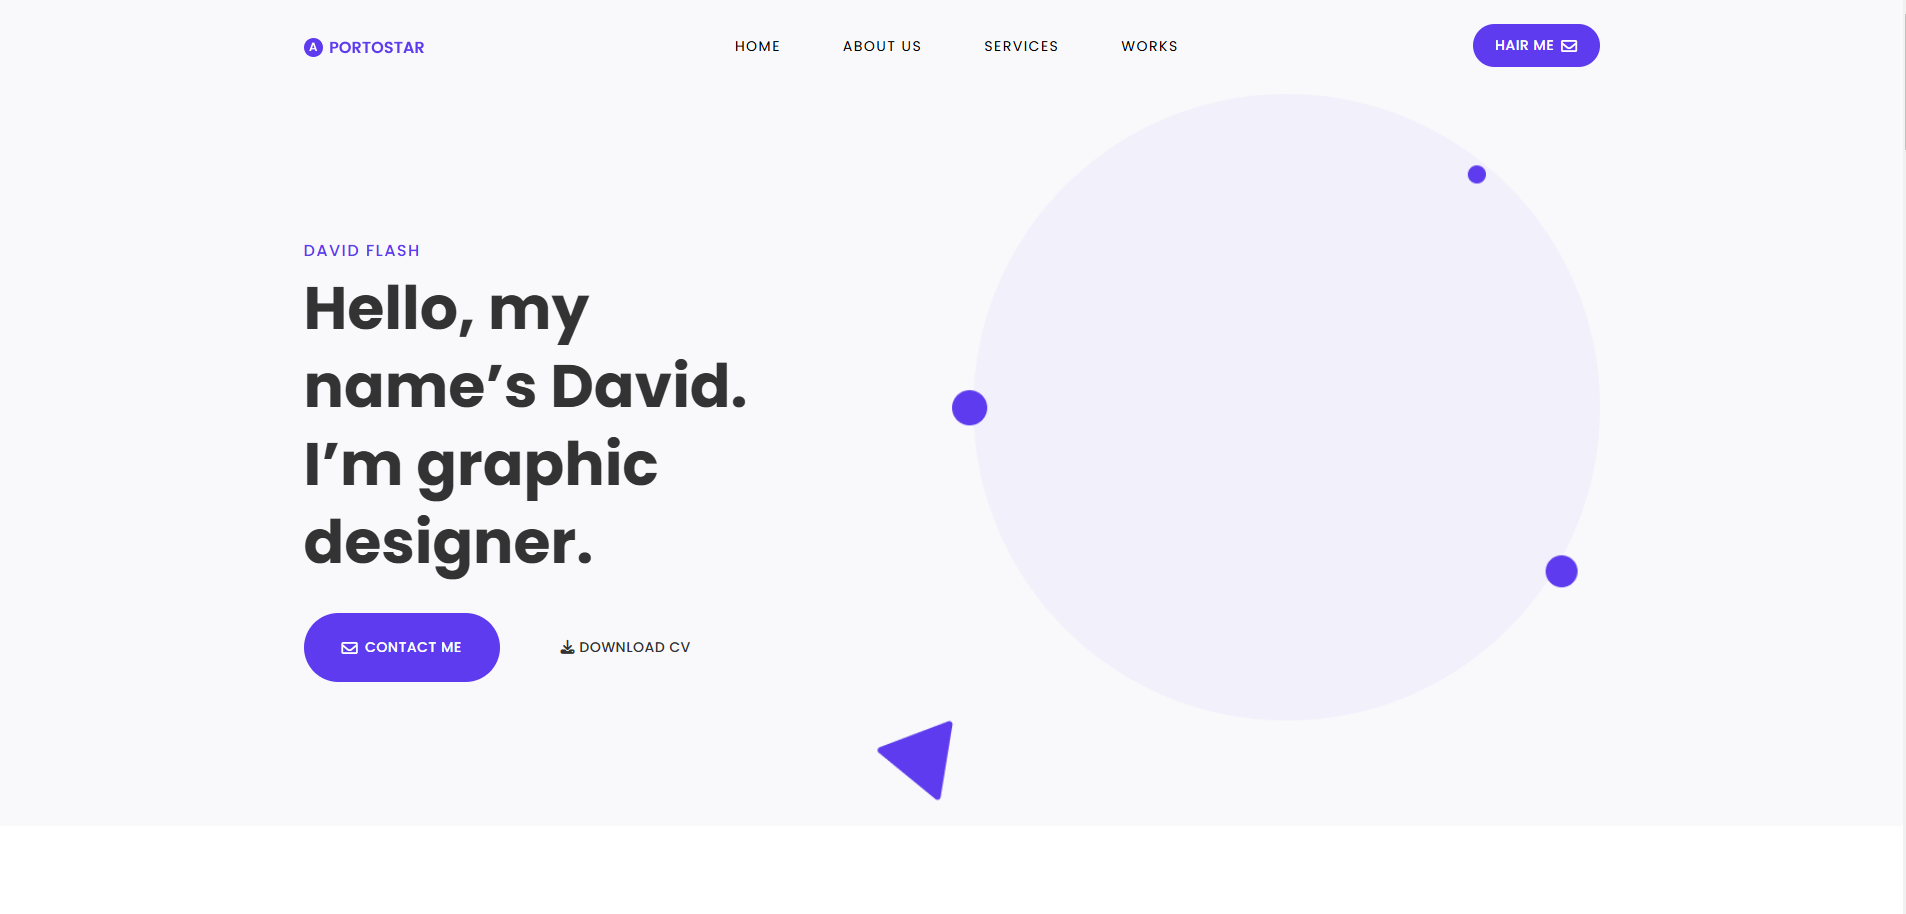 A PORTOSTAR
HOME ABOUT US SERVICES WORKS
HAIR ME
DAVID FLASH
Hello, my
name’s David.
I’m graphic
designer.
CONTACT ME
DOWNLOAD CV